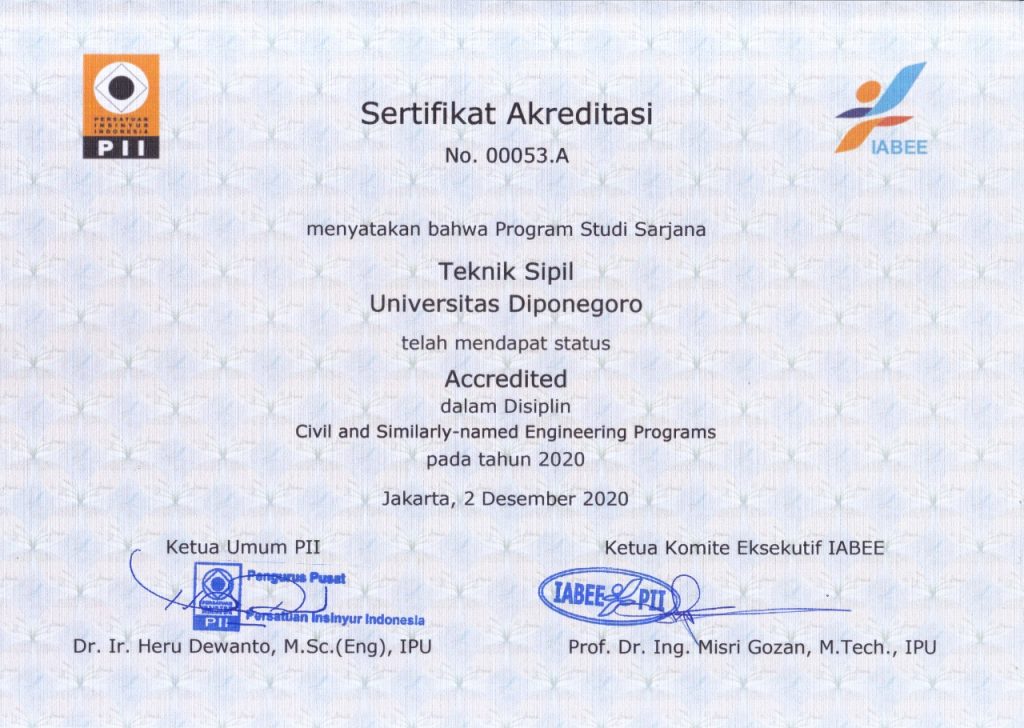 PERSATUAN
INSINYUR
INDONESIA
PII
IABEE
Sertifikat Akreditasi
No. 00053.A
menyatakan bahwa Program Studi Sarjana
Teknik Sipil
Universitas Diponegoro
telah mendapat status
Accredited
dalam Disiplin
Civil and Similarly-named Engineering Programs
pada tahun 2020
Jakarta, 2 Desember 2020
Ketua Umum PII
Pengurus Pusat
PII
Persatuan Insinyur Indonesia
Dr. Ir. Heru Dewanto, M.Sc.(Eng), IPU
Ketua Komite Eksekutif IABEE
IABEE PII
Prof. Dr. Ing. Misri Gozan, M.Tech., IPU